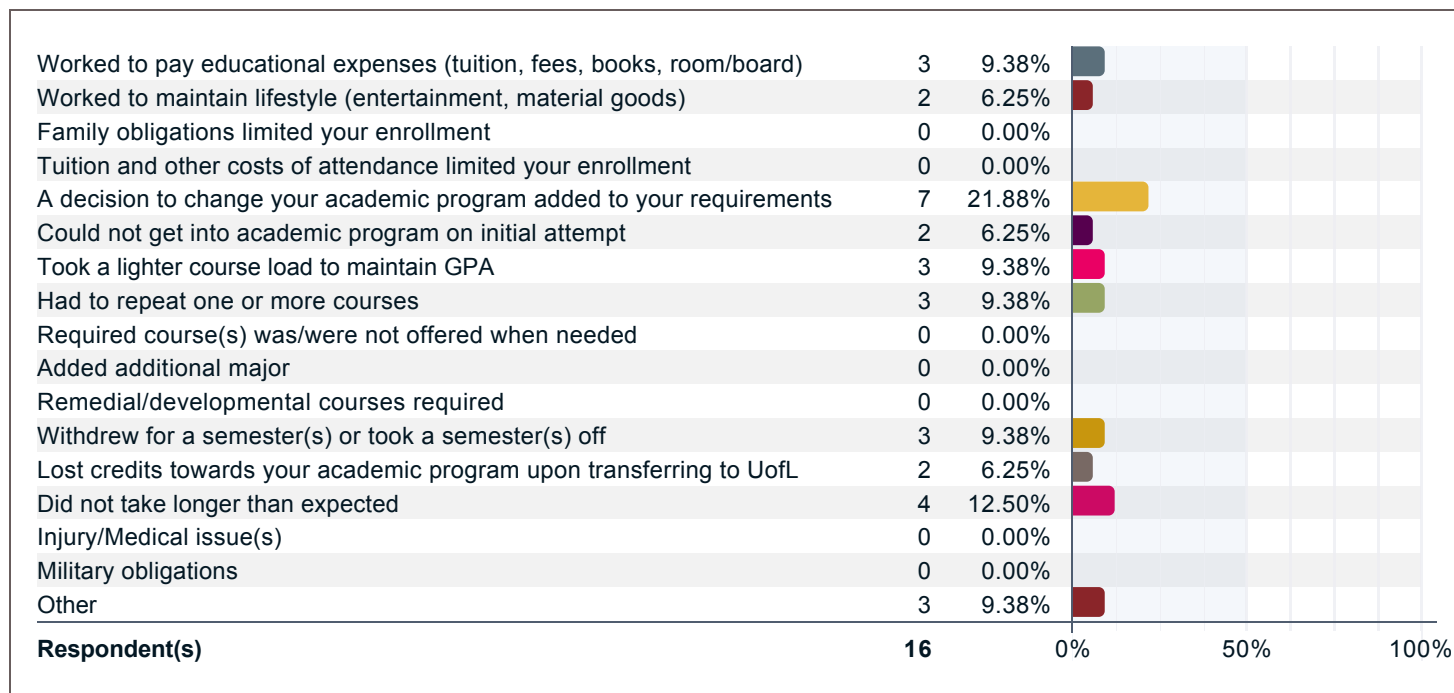 Worked to pay educational expenses (tuition, fees, books, room/board) 3 9.38%
Worked to maintain lifestyle (entertainment, material goods) 2 6.25%
Family obligations limited your enrollment 0 0.00%
Tuition and other costs of attendance limited your enrollment 0 0.00%
A decision to change your academic program added to your requirements 7 21.88%
Could not get into academic program on initial attempt 2 6.25%
Took a lighter course load to maintain GPA 3 9.38%
Had to repeat one or more courses 3 9.38%
Required course(s) was/were not offered when needed 0 0.00%
Added additional major 0 0.00%
Remedial/developmental courses required 0 0.00%
Withdrew for a semester(s) or took a semester(s) off 3 9.38%
Lost credits towards your academic program upon transferring to UofL 2 6.25%
Did not take longer than expected 4 12.50%
Injury/Medical issue(s) 0 0.00%
Military obligations 0 0.00%
Other 3 9.38%
Respondent(s) 16 0% 50% 100%